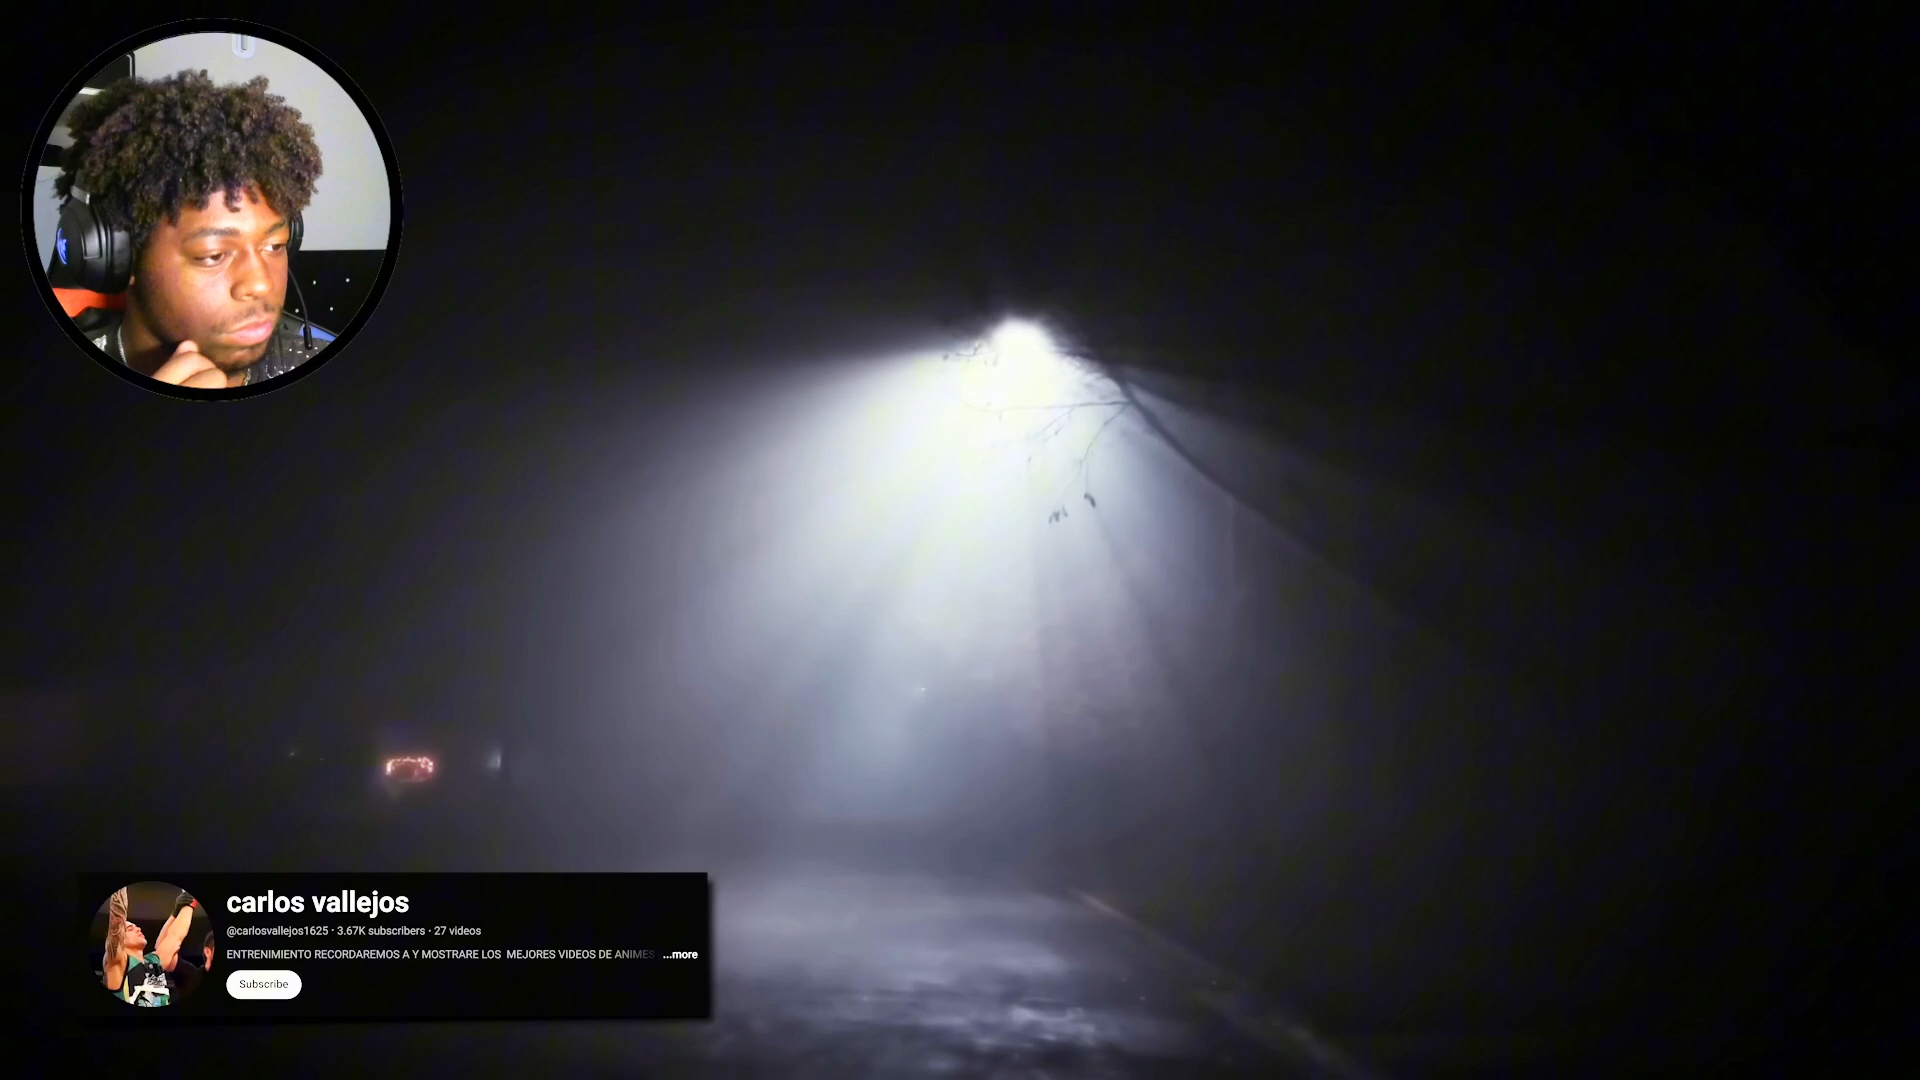 carlos vallejos
@carlosvallejos1625 · 3.67K subscribers · 27 videos
ENTRENIMIENTO RECORDAREMOS A Y MOSTRARE LOS MEJORES VIDEOS DE ANIMES ...more
Subscribe